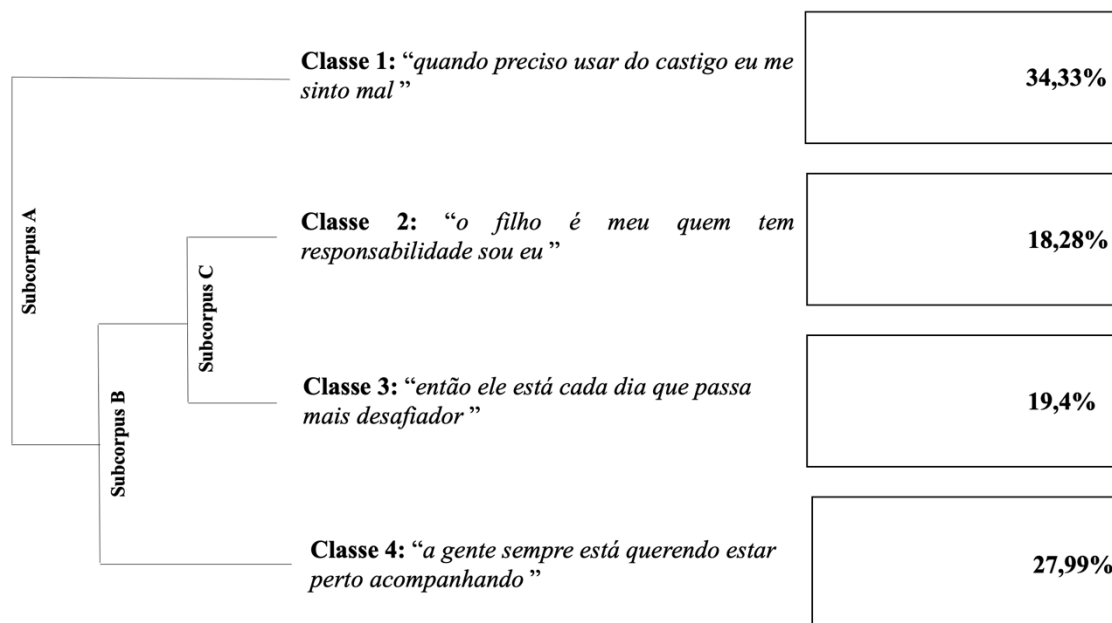 Classe 1: “quando preciso usar do castigo eu me
sinto mal ”
34,33%
Subcorpus A
Classe 2: “o filho é meu quem tem
responsabilidade sou eu ”
18,28%
Subcorpus C
Classe 3: “então ele está cada dia que passa
mais desafiador ”
19,4%
Subcorpus B
Classe 4: “a gente sempre está querendo estar
perto acompanhando ”
27,99%